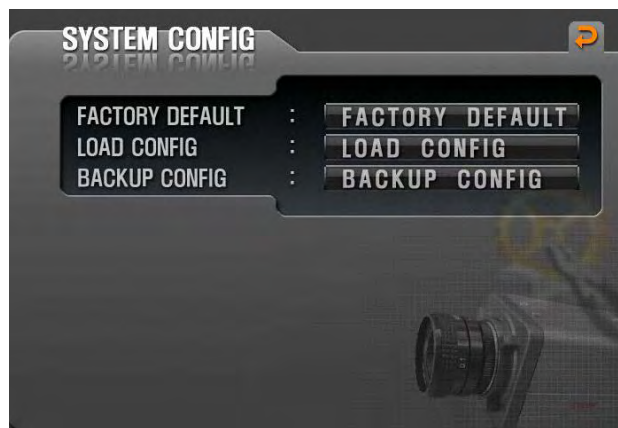 SYSTEM CONFIG
FACTORY DEFAULT : FACTORY DEFAULT
LOAD CONFIG : LOAD CONFIG
BACKUP CONFIG : BACKUP CONFIG